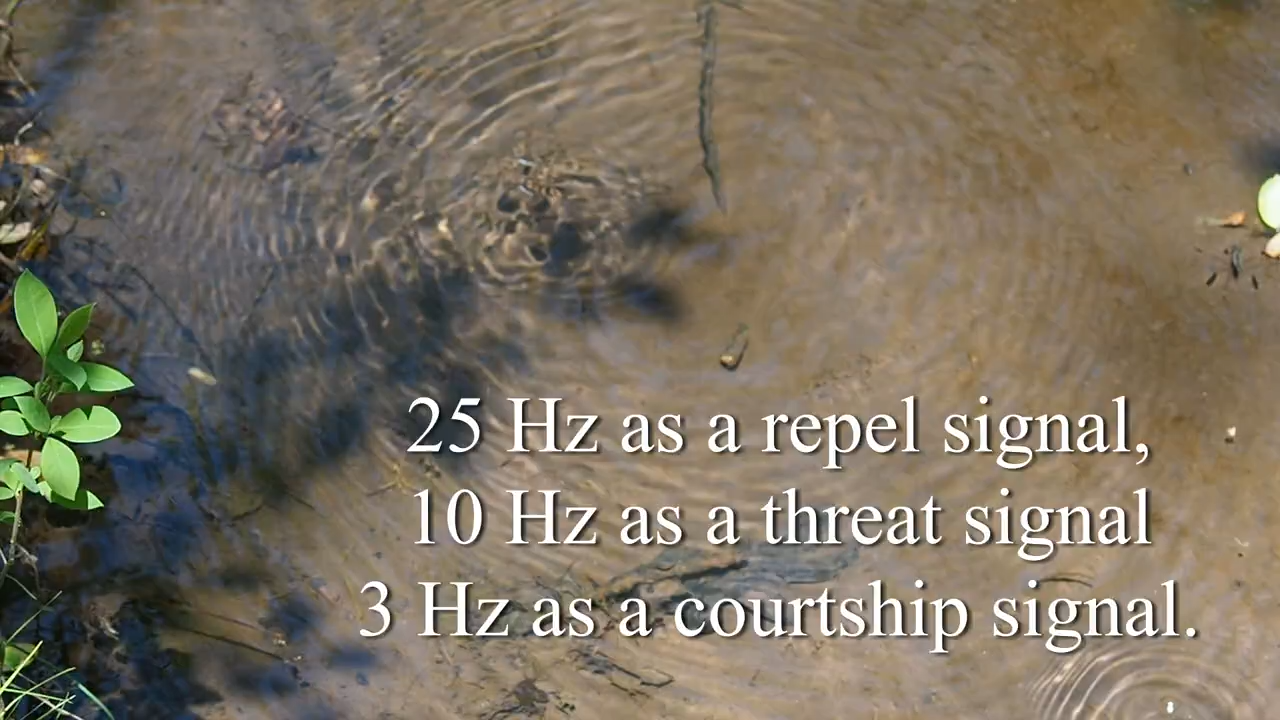 25 Hz as a repel signal,
10 Hz as a threat signal
3 Hz as a courtship signal.